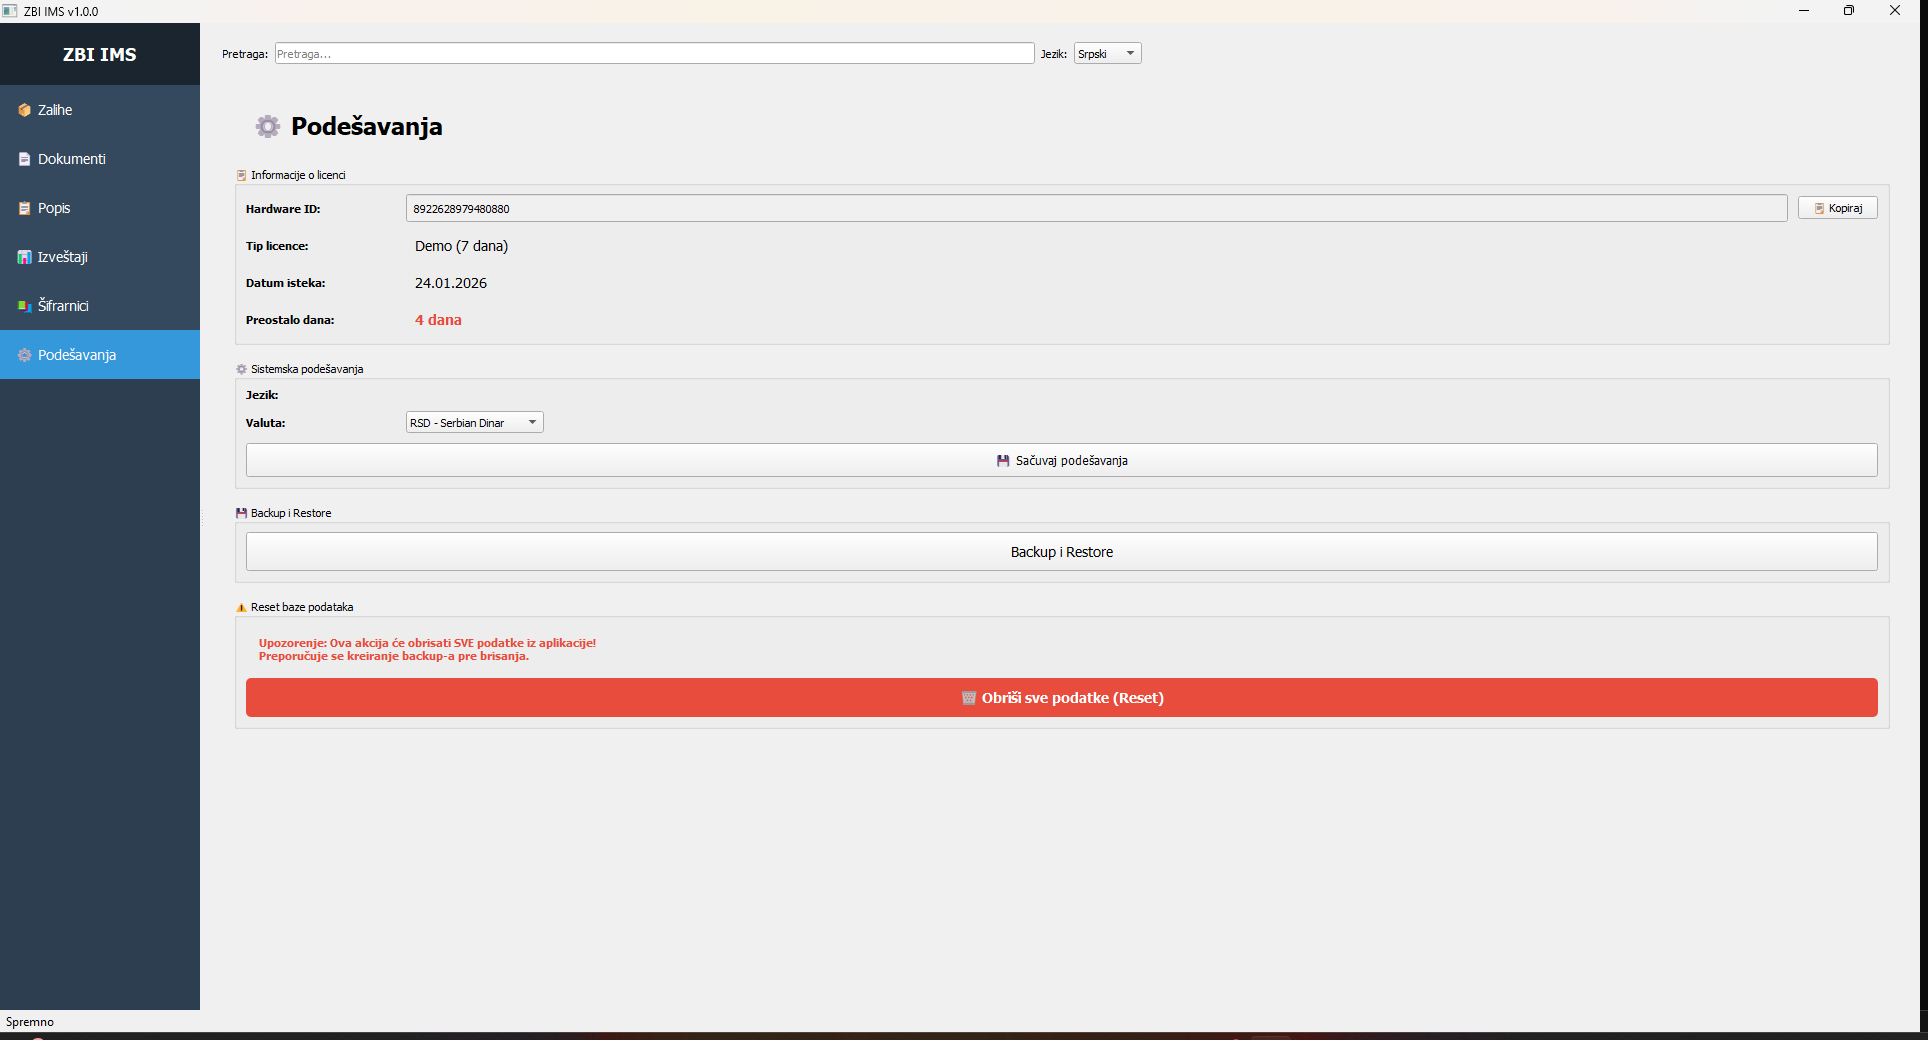 ZBI IMS v1.0.0
ZBI IMS
Zalihe
Dokumenti
Popis
Izveštaji
Šifrarnici
Podešavanja
Pretraga: Pretraga... Jezik: Srpski
Podešavanja
Informacije o licenci
Hardware ID: 8922628979480880 Kopiraj
Tip licence: Demo (7 dana)
Datum isteka: 24.01.2026
Preostalo dana: 4 dana
Sistemska podešavanja
Jezik:
Valuta: RSD - Serbian Dinar
Sačuvaj podešavanja
Backup i Restore
Backup i Restore
Reset baze podataka
Upozorenje: Ova akcija će obrisati SVE podatke iz aplikacije!
Preporučuje se kreiranje backup-a pre brisanja.
Obriši sve podatke (Reset)
Spremno